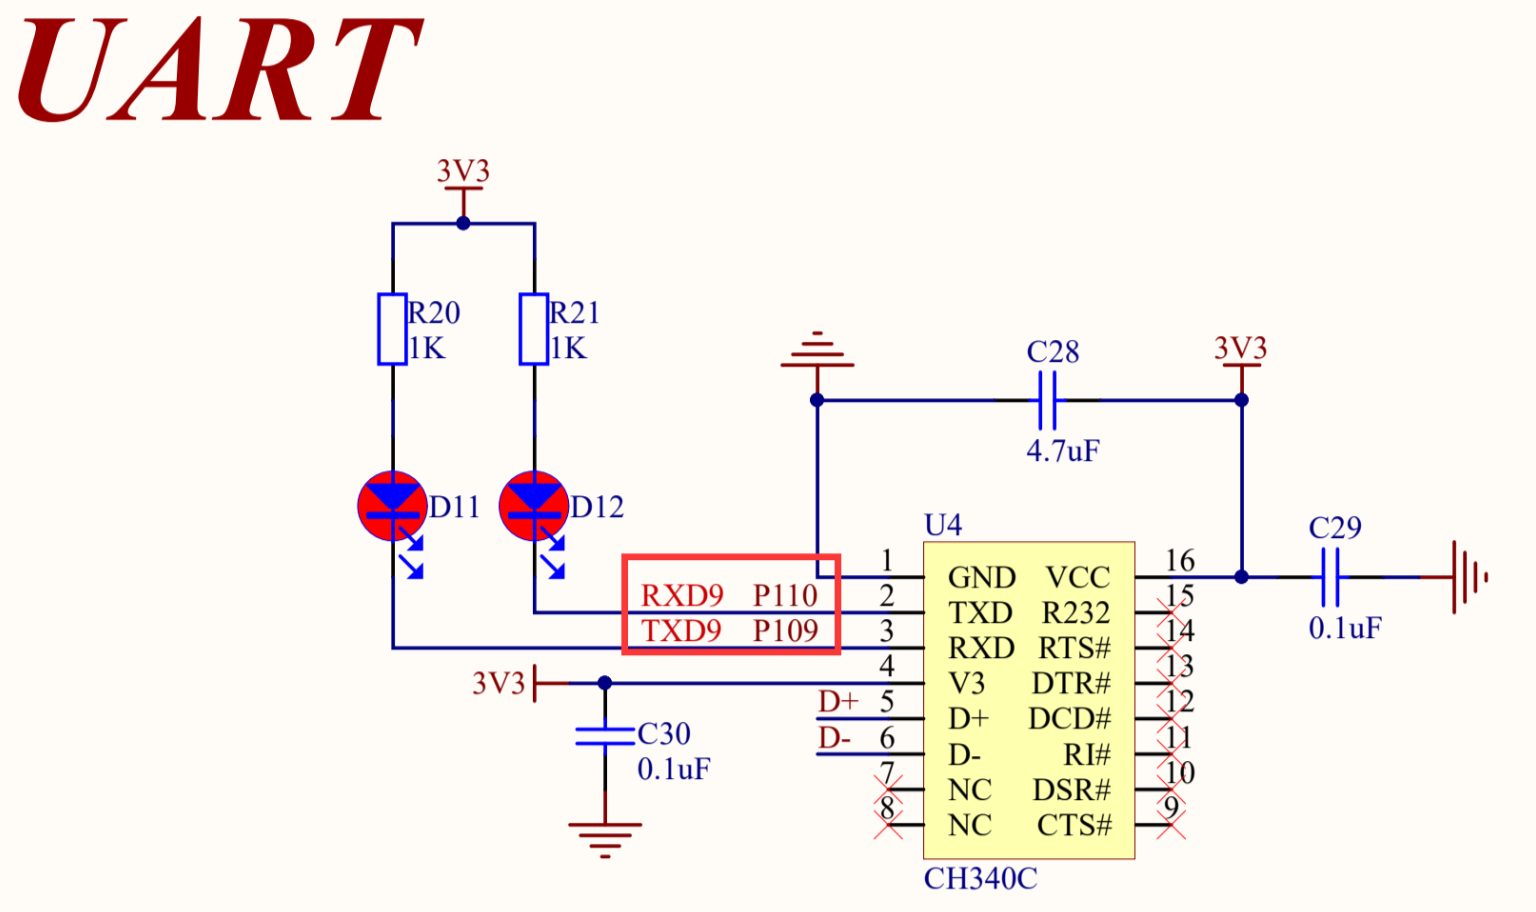 UART
3V3
R20
1K
R21
1K
D11
D12
C28
4.7uF
3V3
C29
0.1uF
U4
RXD9 P110
TXD9 P109
3V3
C30
0.1uF
D+
D-
1 GND VCC 16
2 TXD R232 15
3 RXD RTS# 14
4 V3 DTR# 13
5 D+ DCD# 12
6 D- RI# 11
7 NC DSR# 10
8 NC CTS# 9
CH340C